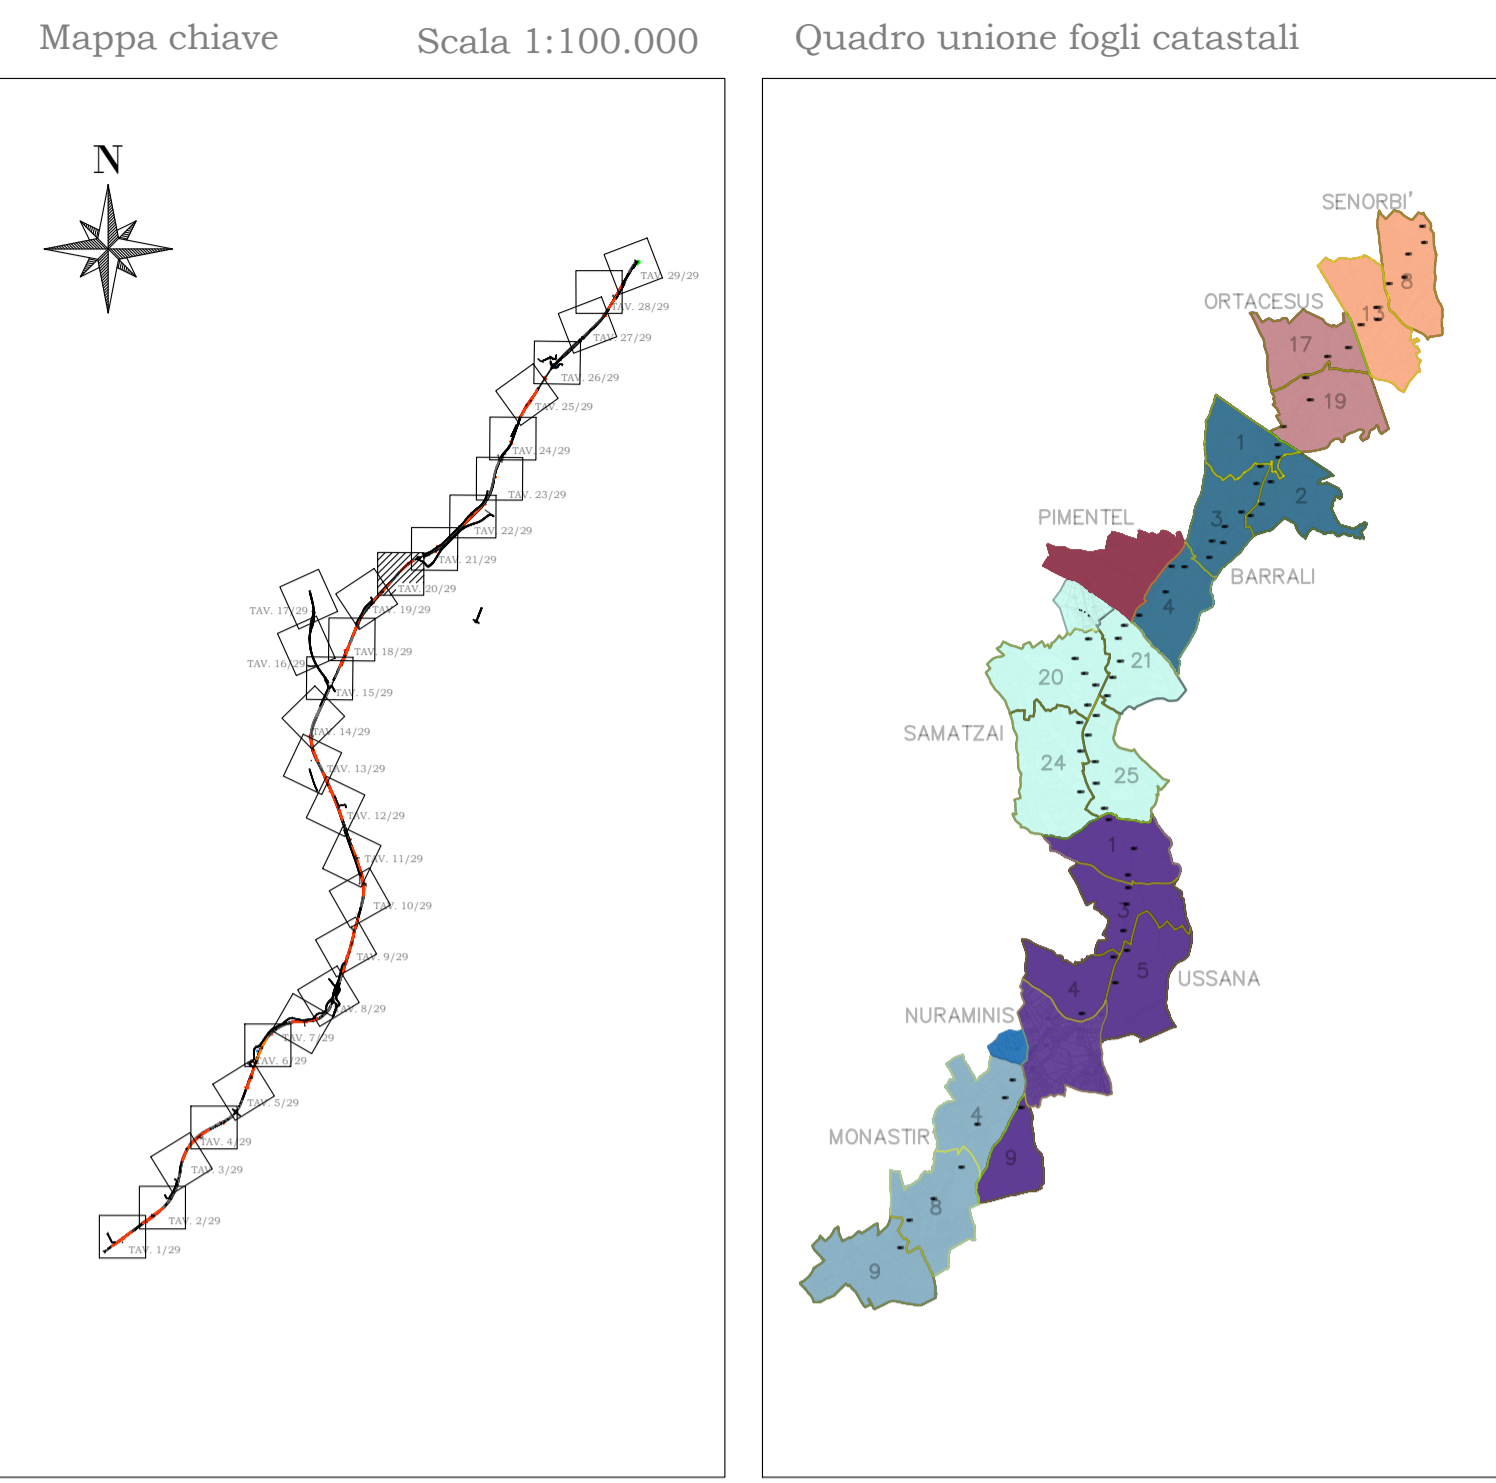 Mappa chiave
Scala 1:100.000
Quadro unione fogli catastali
N
TAV. 29/29
TAV. 28/29
TAV. 27/29
TAV. 26/29
TAV. 25/29
TAV. 24/29
TAV. 23/29
TAV. 22/29
TAV. 21/29
TAV. 20/29
TAV. 19/29
TAV. 17/29
TAV. 18/29
TAV. 16/29
TAV. 15/29
TAV. 14/29
TAV. 13/29
TAV. 12/29
TAV. 11/29
TAV. 10/29
TAV. 9/29
TAV. 8/29
TAV. 7/29
TAV. 6/29
TAV. 5/29
TAV. 4/29
TAV. 3/29
TAV. 2/29
TAV. 1/29
SENORBI'
8
ORTACESUS
13
17
19
1
2
3
PIMENTEL
BARRALI
4
21
20
SAMATZAI
24
25
1
3
5
USSANA
4
NURAMINIS
4
MONASTIR
9
8
9